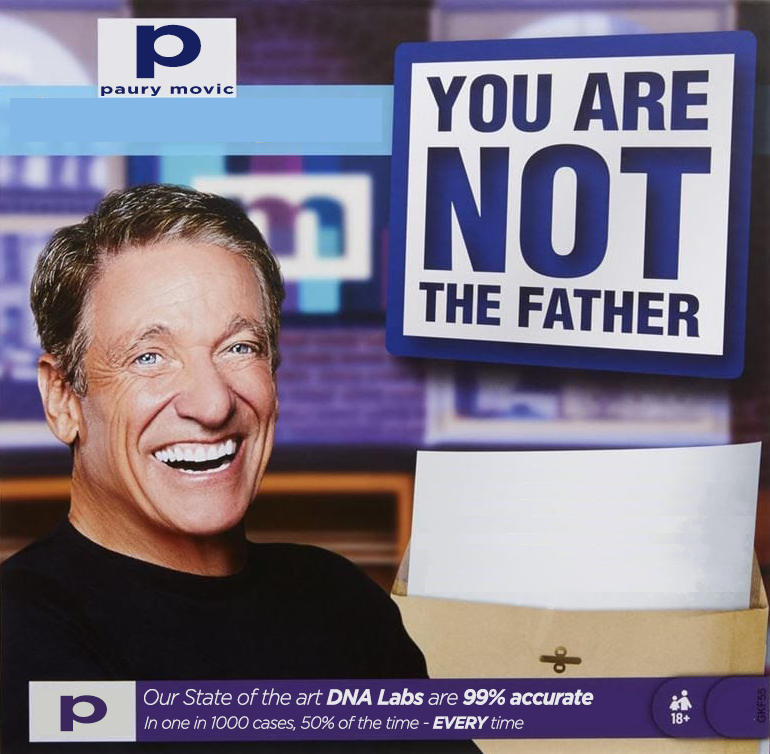 p
paury movic
YOU ARE
NOT
THE FATHER
m
p
Our State of the art DNA Labs are 99% accurate
In one in 1000 cases, 50% of the time - EVERY time
18+
GKF55